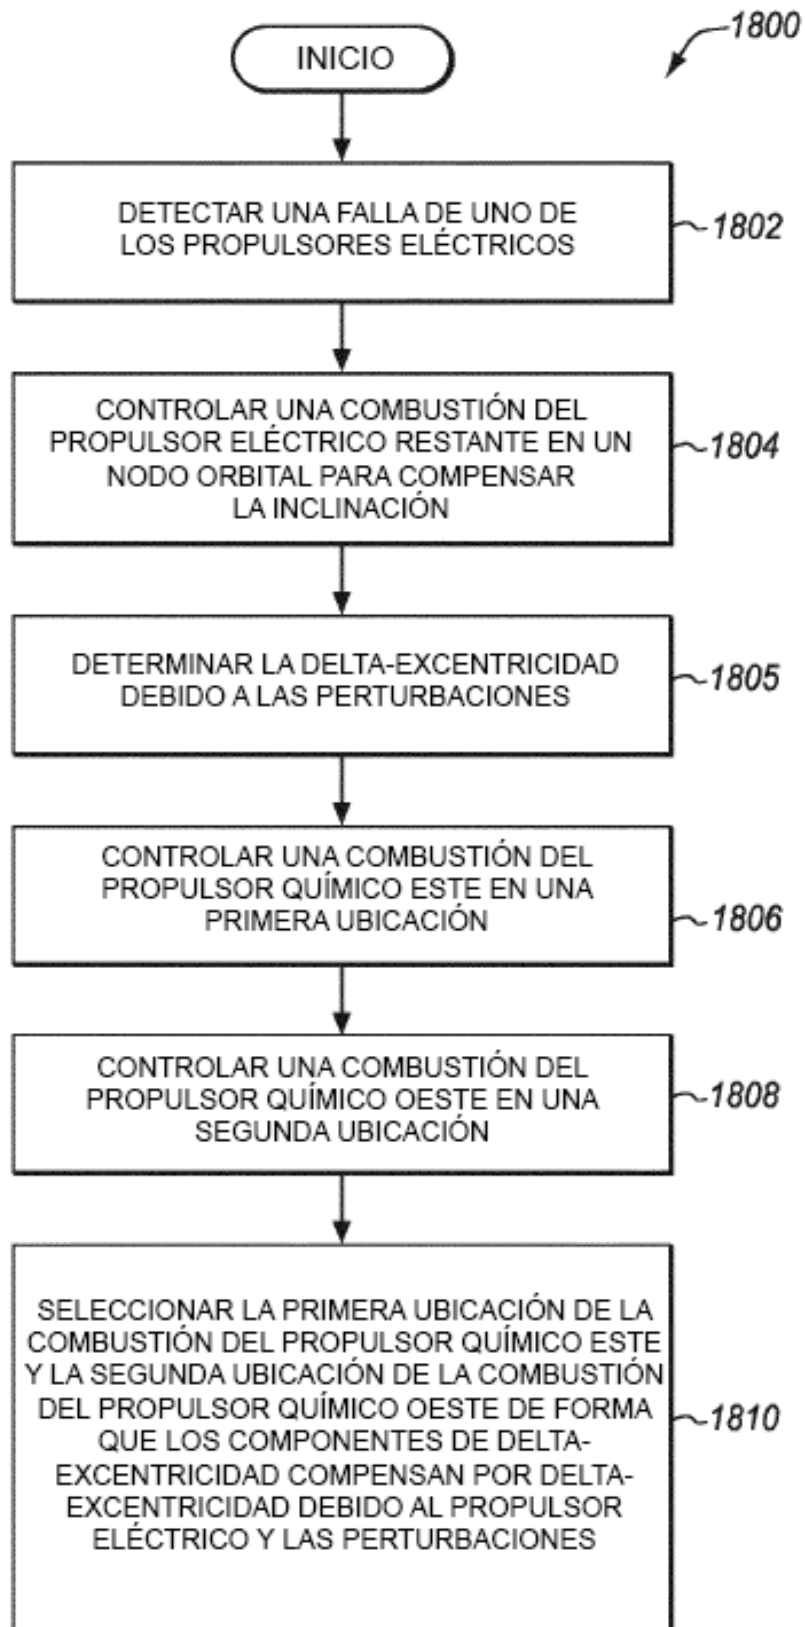 1800
INICIO
DETECTAR UNA FALLA DE UNO DE
LOS PROPULSORES ELÉCTRICOS
1802
CONTROLAR UNA COMBUSTIÓN DEL
PROPULSOR ELÉCTRICO RESTANTE EN UN
NODO ORBITAL PARA COMPENSAR
LA INCLINACIÓN
1804
DETERMINAR LA DELTA-EXCENTRICIDAD
DEBIDO A LAS PERTURBACIONES
1805
CONTROLAR UNA COMBUSTIÓN DEL
PROPULSOR QUÍMICO ESTE EN UNA
PRIMERA UBICACIÓN
1806
CONTROLAR UNA COMBUSTIÓN DEL
PROPULSOR QUÍMICO OESTE EN UNA
SEGUNDA UBICACIÓN
1808
SELECCIONAR LA PRIMERA UBICACIÓN DE LA
COMBUSTIÓN DEL PROPULSOR QUÍMICO ESTE
Y LA SEGUNDA UBICACIÓN DE LA COMBUSTIÓN
DEL PROPULSOR QUÍMICO OESTE DE FORMA
QUE LOS COMPONENTES DE DELTA-
EXCENTRICIDAD COMPENSAN POR DELTA-
EXCENTRICIDAD DEBIDO AL PROPULSOR
ELÉCTRICO Y LAS PERTURBACIONES
1810